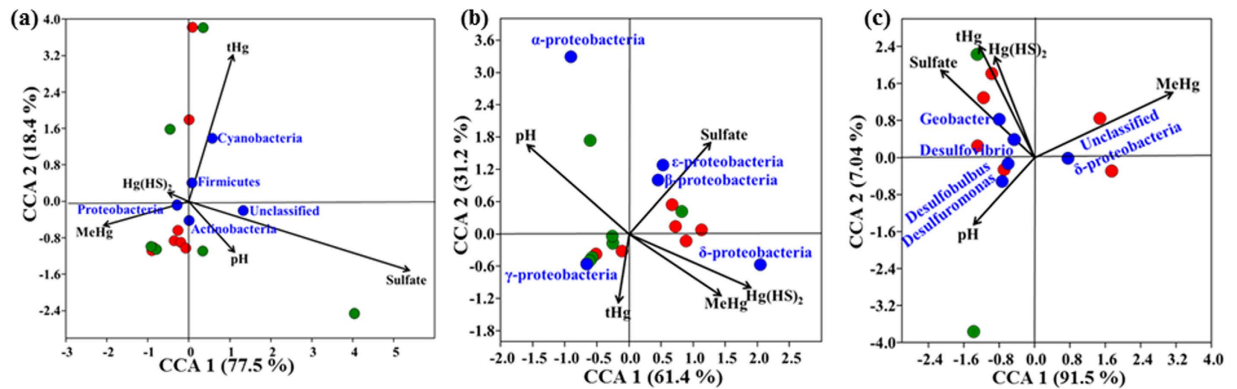 (a)
4.0
3.2
2.4
1.6
0.8
0.0
-0.8
-1.6
-2.4
CCA 2 (18.4 %)
-3 -2 -1 0 1 2 3 4 5
CCA 1 (77.5 %)
tHg
Cyanobacteria
Hg(HS)2
Firmicutes
Proteobacteria
Unclassified
MeHg
Actinobacteria
pH
Sulfate
(b)
3.6
3.0
2.4
1.8
1.2
0.6
0.0
-0.6
-1.2
-1.8
CCA 2 (31.2 %)
-1.5 -1.0 -0.5 0.0 0.5 1.0 1.5 2.0 2.5
CCA 1 (61.4 %)
α-proteobacteria
pH
Sulfate
ε-proteobacteria
β-proteobacteria
δ-proteobacteria
γ-proteobacteria
tHg
MeHg
Hg(HS)2
(c)
2.4
1.6
0.8
0.0
-0.8
-1.6
-2.4
-3.2
-4.0
CCA 2 (7.04 %)
-2.4 -1.6 -0.8 0.0 0.8 1.6 2.4 3.2 4.0
CCA 1 (91.5 %)
tHg
Hg(HS)2
Sulfate
MeHg
Geobacter
Unclassified
δ-proteobacteria
Desulfovibrio
Desulfobulbus
Desulfuromonas
pH